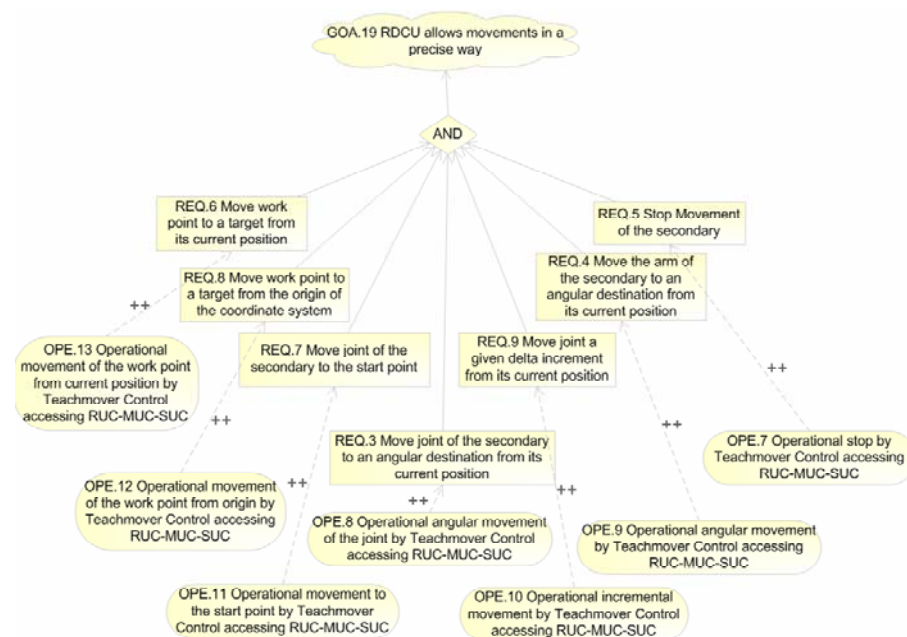 GOA.19 RDCU allows movements in a
precise way
AND
REQ.6 Move work
point to a target from
its current position
REQ.5 Stop Movement
of the secondary
REQ.8 Move work point to
a target from the origin of
the coordinate system
REQ.4 Move the arm of
the secondary to an
angular destination from
its current position
++
REQ.7 Move joint of the
secondary to the start point
REQ.9 Move joint a
given delta increment
from its current position
OPE.13 Operational
movement of the work point
from current position by
Teachmover Control
accessing RUC-MUC-SUC
++
++
++
REQ.3 Move joint of the secondary
to an angular destination from its
current position
OPE.7 Operational stop by
Teachmover Control accessing
RUC-MUC-SUC
OPE.12 Operational movement
of the work point from origin by
Teachmover Control accessing
RUC-MUC-SUC
++
++
++
OPE.8 Operational angular movement
of the joint by Teachmover Control
accessing RUC-MUC-SUC
OPE.9 Operational angular movement
by Teachmover Control accessing
RUC-MUC-SUC
OPE.11 Operational movement to
the start point by Teachmover
Control accessing RUC-MUC-SUC
OPE.10 Operational incremental
movement by Teachmover Control
accessing RUC-MUC-SUC